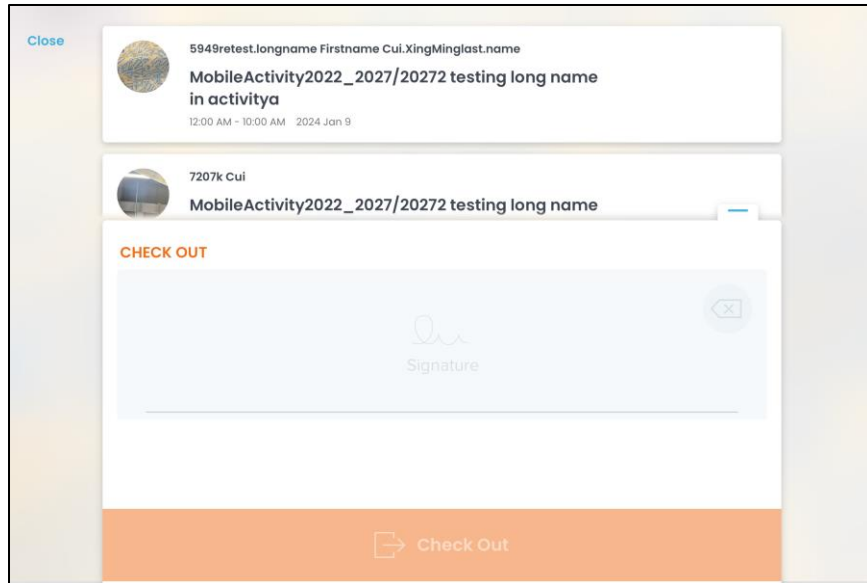 Close
5949retest.longname Firstname Cui.XingMinglast.name
MobileActivity2022_2027/20272 testing long name
in activitya
12:00 AM - 10:00 AM 2024 Jan 9
7207k Cui
MobileActivity2022_2027/20272 testing long name
CHECK OUT
Signature
Check Out